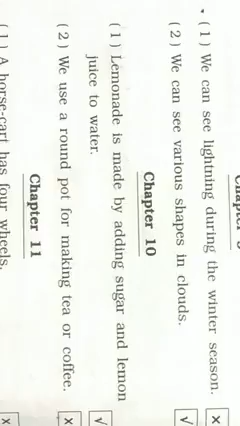 (1) We can see lightning during the winter season. x
(2) We can see various shapes in clouds. √
Chapter 10
(1) Lemonade is made by adding sugar and lemon
juice to water. √
(2) We use a round pot for making tea or coffee. x
Chapter 11
(1) A horse-cart has four wheels. x